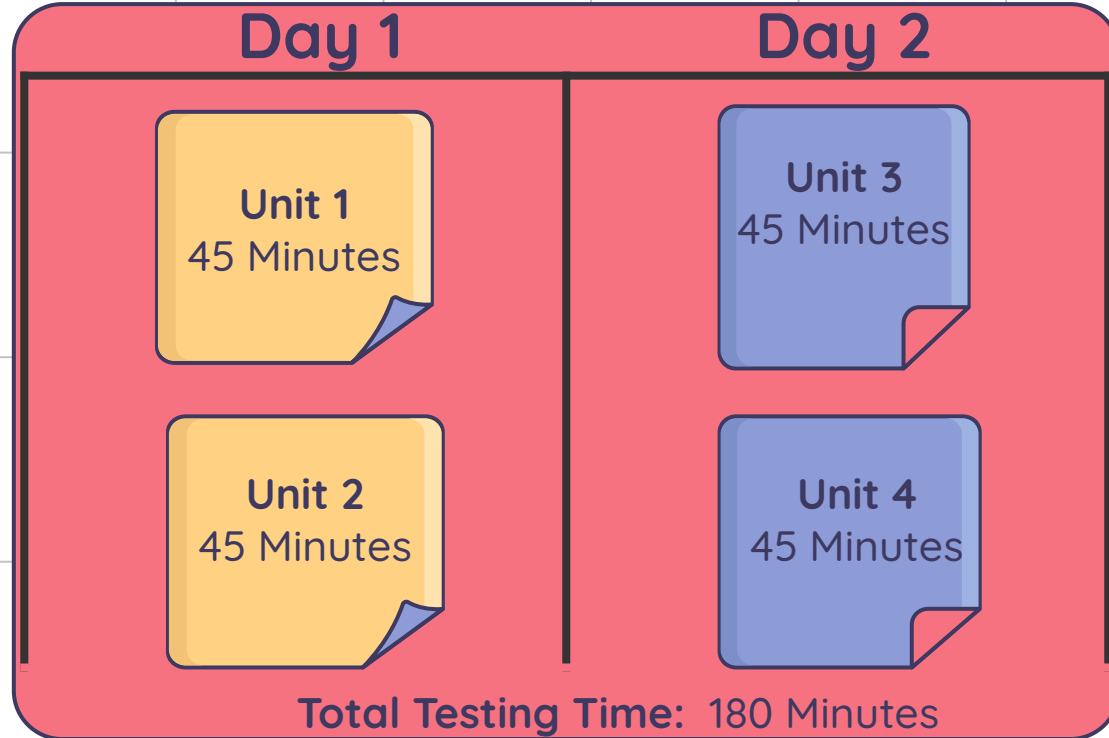 Day 1
Day 2
Unit 1
45 Minutes
Unit 2
45 Minutes
Unit 3
45 Minutes
Unit 4
45 Minutes
Total Testing Time: 180 Minutes